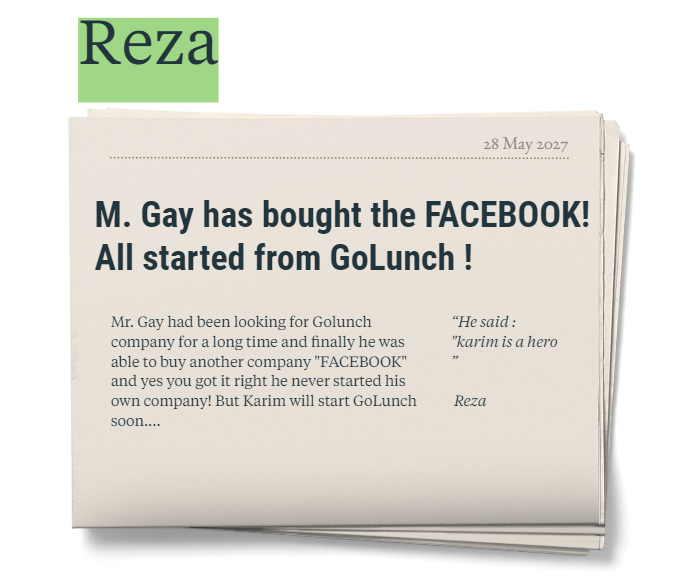 Reza
28 May 2027
M. Gay has bought the FACEBOOK!
All started from GoLunch !
Mr. Gay had been looking for Golunch
company for a long time and finally he was
able to buy another company "FACEBOOK"
and yes you got it right he never started his
own company! But Karim will start GoLunch
soon....
“He said :
"karim is a hero
”
Reza